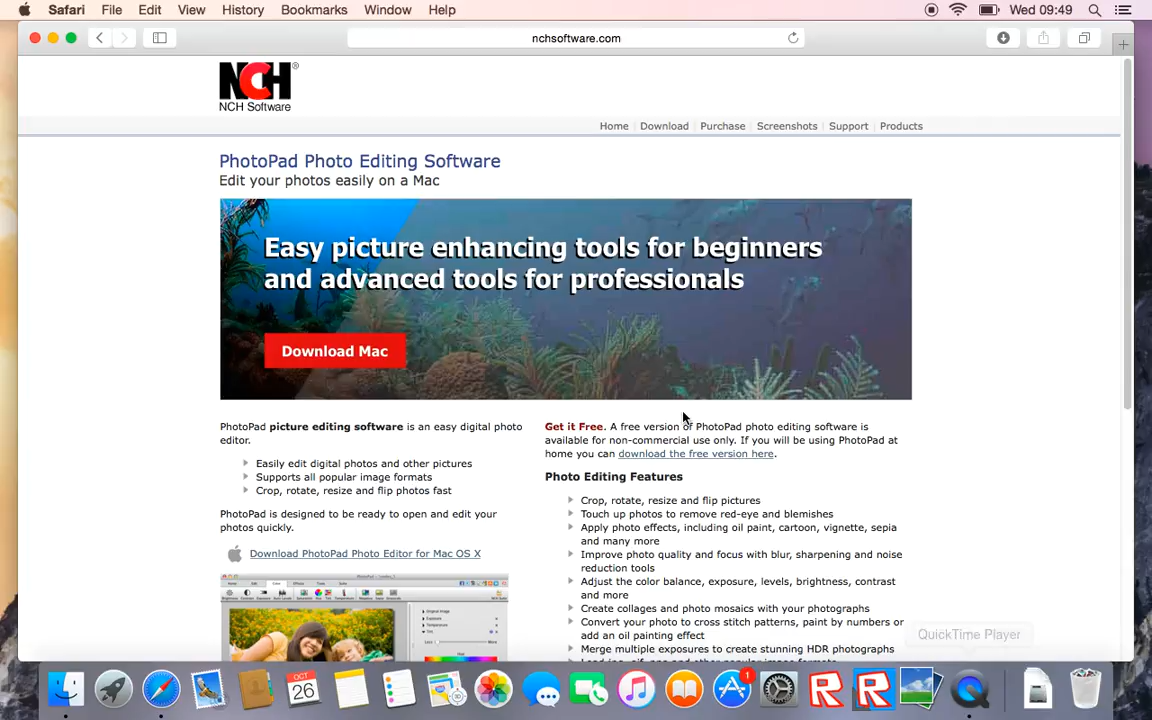 Safari File Edit View History Bookmarks Window Help Wed 09:49
nchsoftware.com
NCH®
NCH Software
Home Download Purchase Screenshots Support Products
PhotoPad Photo Editing Software
Edit your photos easily on a Mac
Easy picture enhancing tools for beginners
and advanced tools for professionals
Download Mac
PhotoPad picture editing software is an easy digital photo
editor.
Easily edit digital photos and other pictures
Supports all popular image formats
Crop, rotate, resize and flip photos fast
PhotoPad is designed to be ready to open and edit your
photos quickly.
Download PhotoPad Photo Editor for Mac OS X
Get it Free. A free version of PhotoPad photo editing software is
available for non-commercial use only. If you will be using PhotoPad at
home you can download the free version here.
Photo Editing Features
Crop, rotate, resize and flip pictures
Touch up photos to remove red-eye and blemishes
Apply photo effects, including oil paint, cartoon, vignette, sepia
and many more
Improve photo quality and focus with blur, sharpening and noise
reduction tools
Adjust the color balance, exposure, levels, brightness, contrast
and more
Create collages and photo mosaics with your photographs
Convert your photo to cross stitch patterns, paint by numbers or
add an oil painting effect
Merge multiple exposures to create stunning HDR photographs
QuickTime Player
OCT
26
1